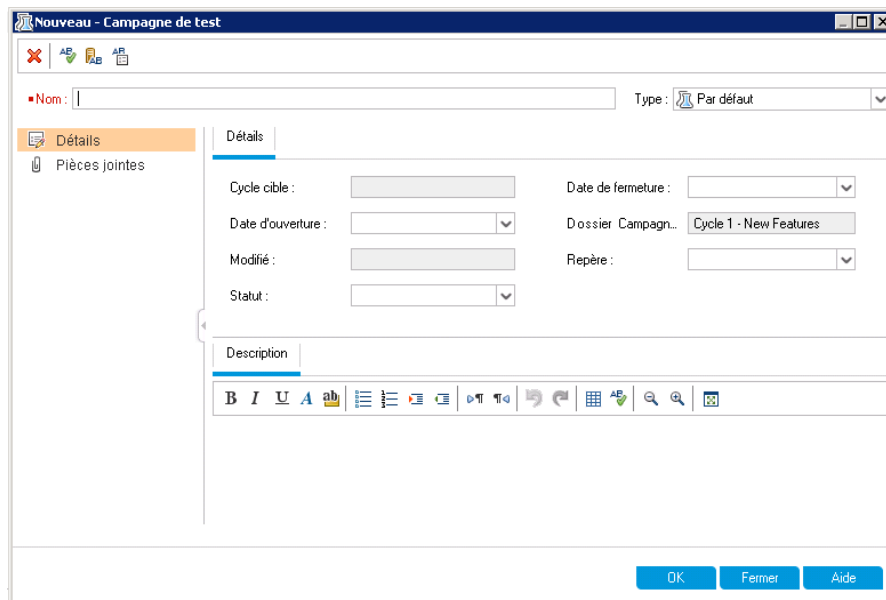 Nouveau - Campagne de test
Nom :
Type : Par défaut
Détails
Pièces jointes
Détails
Cycle cible :
Date de fermeture :
Date d'ouverture :
Dossier Campagn... Cycle 1 - New Features
Modifié :
Repère :
Statut :
Description
B I U A ab
OK Fermer Aide